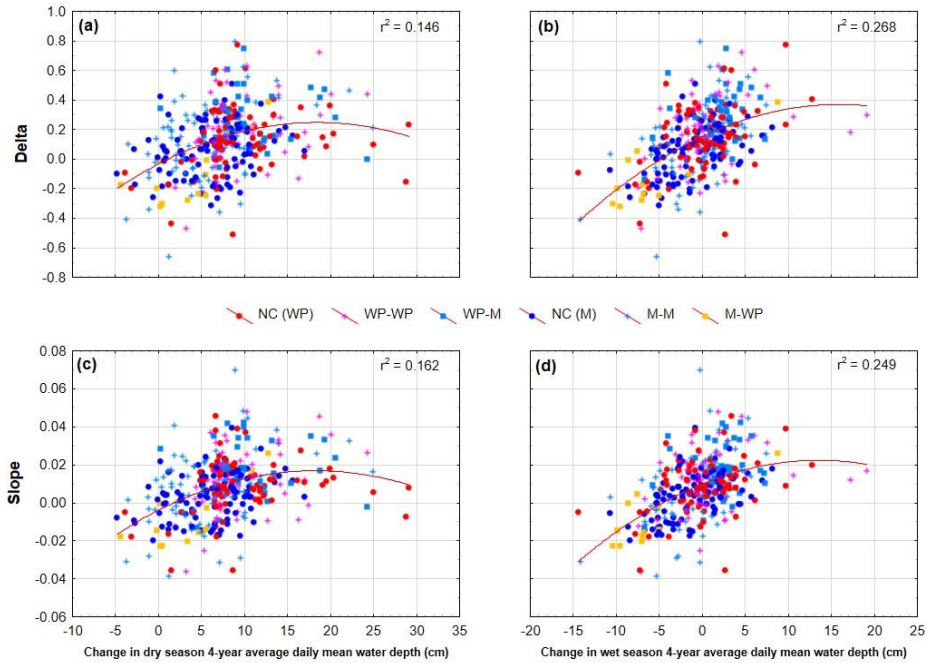 (a) r² = 0.146
(b) r² = 0.268
1.0
0.8
0.6
0.4
0.2
0.0
-0.2
-0.4
-0.6
-0.8
Delta
NC (WP) WP-WP WP-M NC (M) M-M M-WP
(c) r² = 0.162
(d) r² = 0.249
0.08
0.06
0.04
0.02
0.00
-0.02
-0.04
-0.06
Slope
-10 -5 0 5 10 15 20 25 30 35
-20 -15 -10 -5 0 5 10 15 20 25
Change in dry season 4-year average daily mean water depth (cm)
Change in wet season 4-year average daily mean water depth (cm)